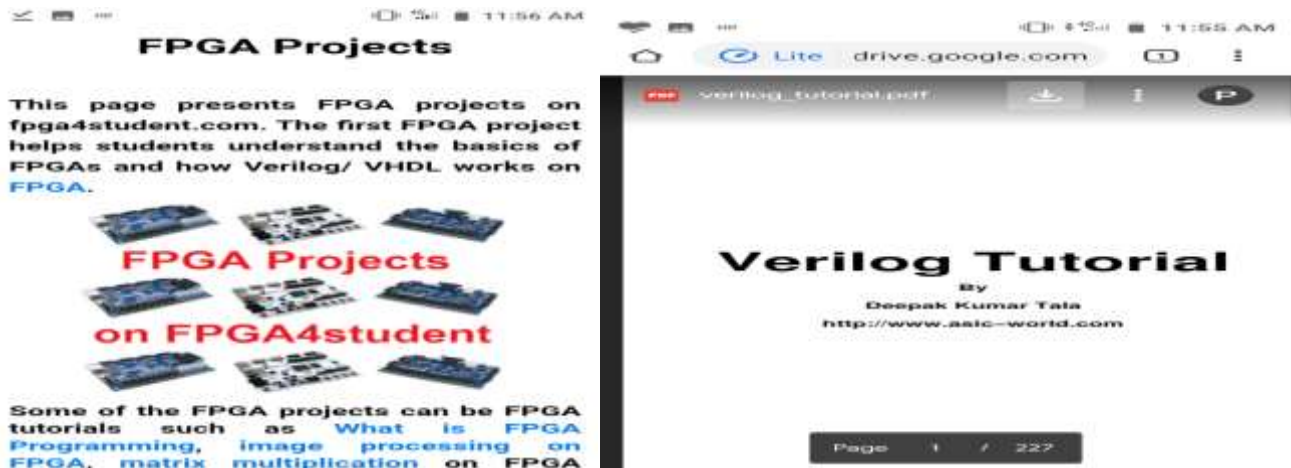 11:56 AM
FPGA Projects
This page presents FPGA projects on
fpga4student.com. The first FPGA project
helps students understand the basics of
FPGAs and how Verilog/ VHDL works on
FPGA.
FPGA Projects
on FPGA4student
Some of the FPGA projects can be FPGA
tutorials such as What is FPGA
Programming, image processing on
FPGA, matrix multiplication on FPGA
11:55 AM
Lite drive.google.com 1
PDF verilog_tutorial.pdf P
Verilog Tutorial
By
Deepak Kumar Tala
http://www.asic-world.com
Page 1 / 227